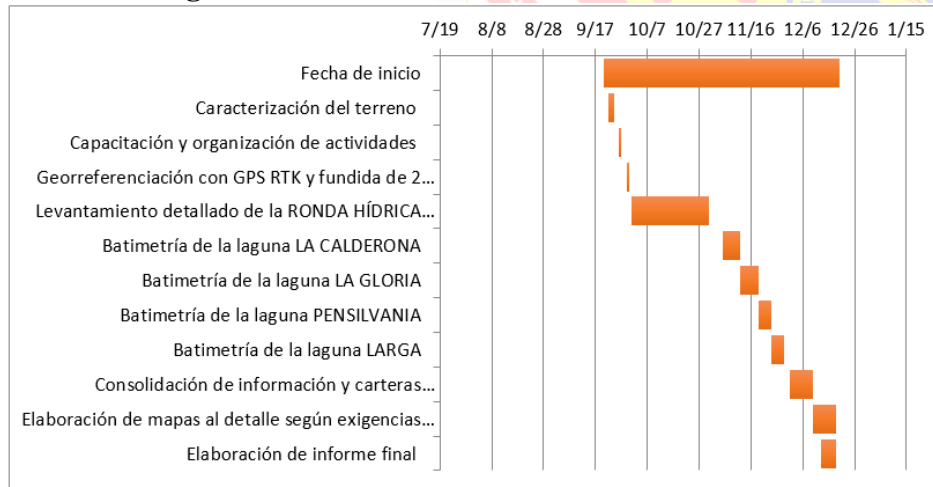 7/19 8/8 8/28 9/17 10/7 10/27 11/16 12/6 12/26 1/15
Fecha de inicio
Caracterización del terreno
Capacitación y organización de actividades
Georreferenciación con GPS RTK y fundida de 2...
Levantamiento detallado de la RONDA HÍDRICA...
Batimetría de la laguna LA CALDERONA
Batimetría de la laguna LA GLORIA
Batimetría de la laguna PENSILVANIA
Batimetría de la laguna LARGA
Consolidación de información y carteras...
Elaboración de mapas al detalle según exigencias...
Elaboración de informe final